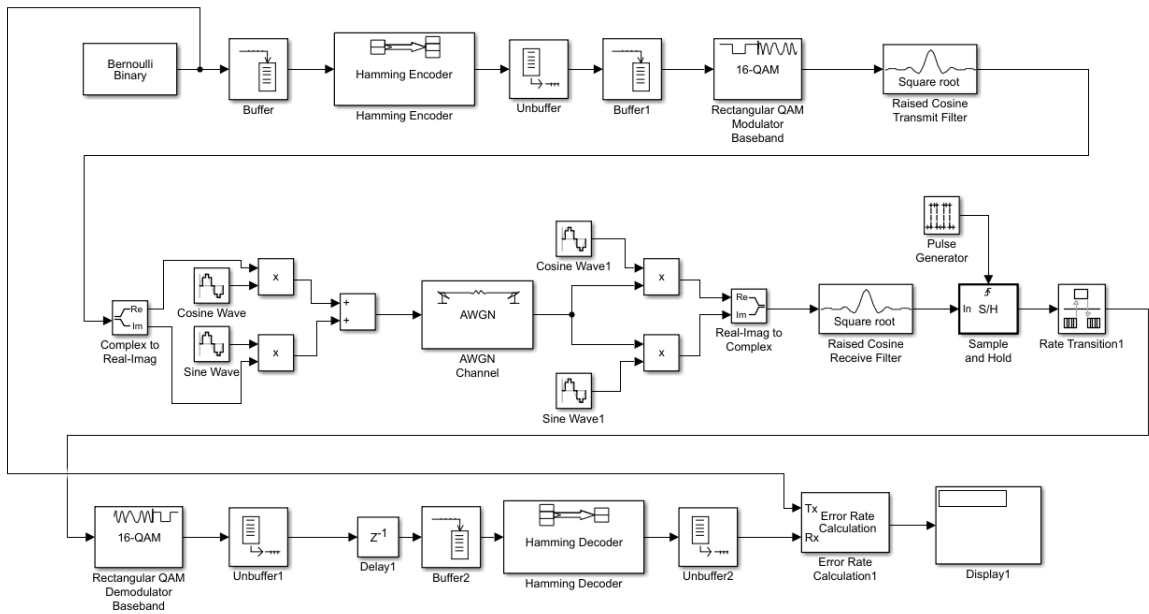 Bernoulli
Binary
Buffer
Hamming Encoder
Hamming Encoder
Unbuffer
Buffer1
16-QAM
Rectangular QAM
Modulator
Baseband
Square root
Raised Cosine
Transmit Filter
Re
Im
Complex to
Real-Imag
Cosine Wave
x
Sine Wave
x
+
+
AWGN
AWGN
Channel
Cosine Wave1
x
Sine Wave1
x
Re
Im
Real-Imag to
Complex
Square root
Raised Cosine
Receive Filter
Pulse
Generator
In
S/H
Sample
and Hold
Rate Transition1
16-QAM
Rectangular QAM
Demodulator
Baseband
Unbuffer1
Z-1
Delay1
Buffer2
Hamming Decoder
Hamming Decoder
Unbuffer2
Tx
Rx
Error Rate
Calculation
Error Rate
Calculation1
Display1